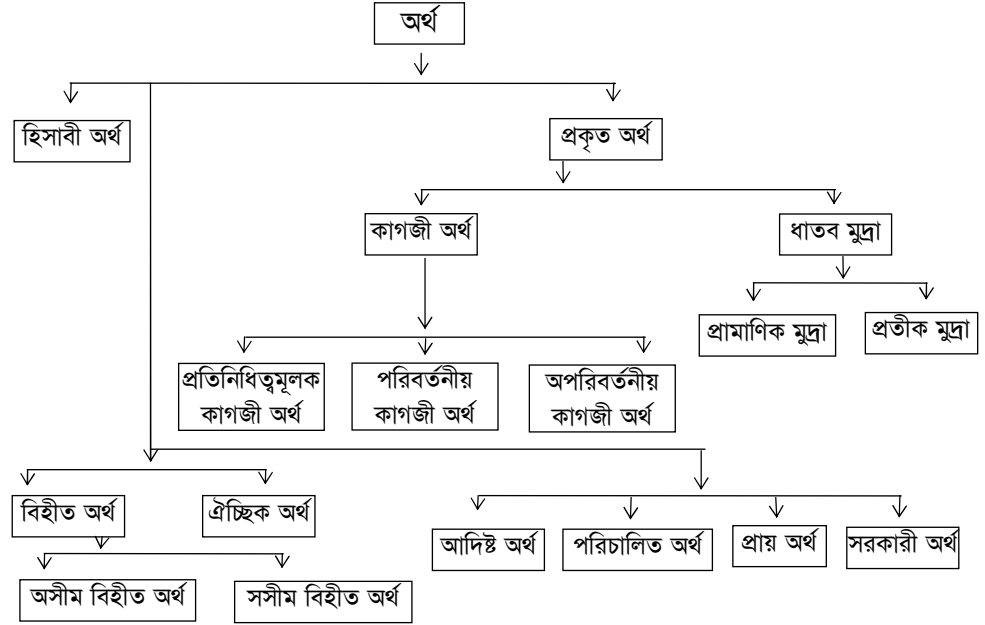 অর্থ
হিসাবী অর্থ
প্রকৃত অর্থ
কাগজী অর্থ
ধাতব মুদ্রা
প্রামাণিক মুদ্রা
প্রতীক মুদ্রা
প্রতিনিধিত্বমূলক
কাগজী অর্থ
পরিবর্তনীয়
কাগজী অর্থ
অপরিবর্তনীয়
কাগজী অর্থ
বিহীত অর্থ
ঐচ্ছিক অর্থ
আদিষ্ট অর্থ
পরিচালিত অর্থ
প্রায় অর্থ
সরকারী অর্থ
অসীম বিহীত অর্থ
সসীম বিহীত অর্থ